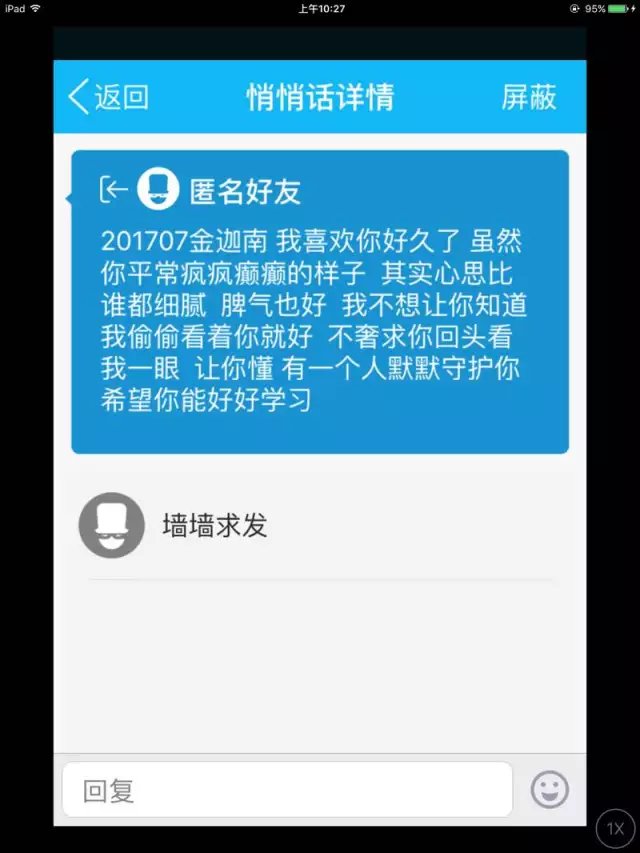 iPad 上午10:27 95%
返回 悄悄话详情 屏蔽
匿名好友
201707金迦南 我喜欢你好久了 虽然
你平常疯疯癫癫的样子 其实心思比
谁都细腻 脾气也好 我不想让你知道
我偷偷看着你就好 不奢求你回头看
我一眼 让你懂 有一个人默默守护你
希望你能好好学习
墙墙求发
回复
1X